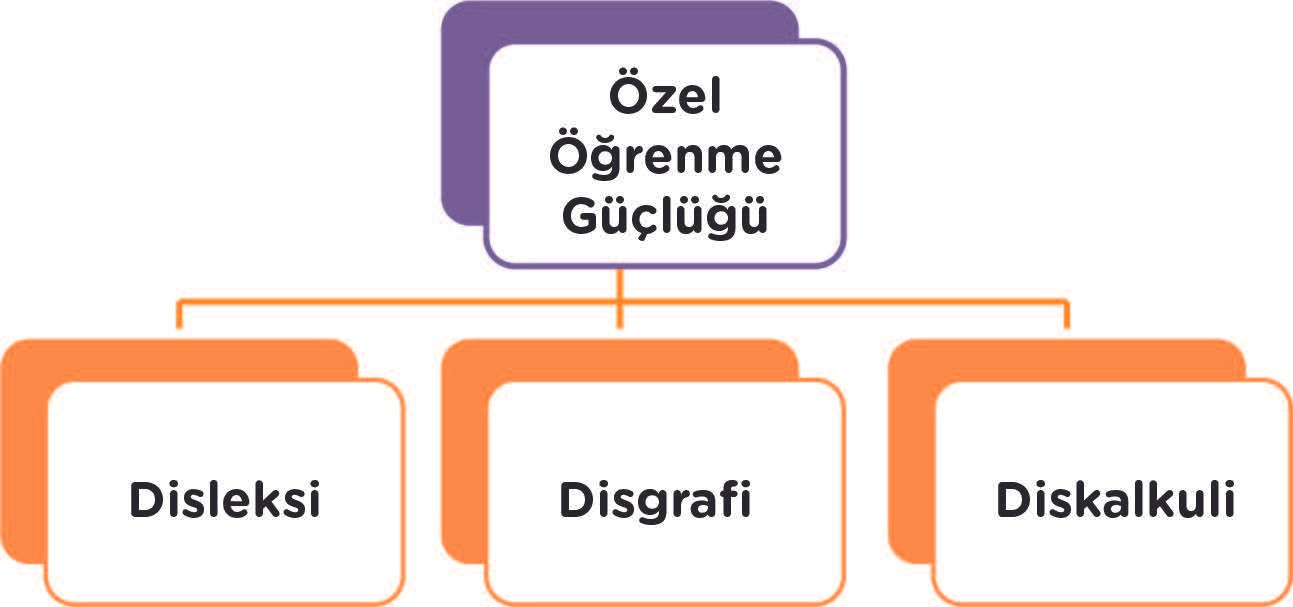 Özel
Öğrenme
Güçlüğü
Disleksi
Disgrafi
Diskalkuli